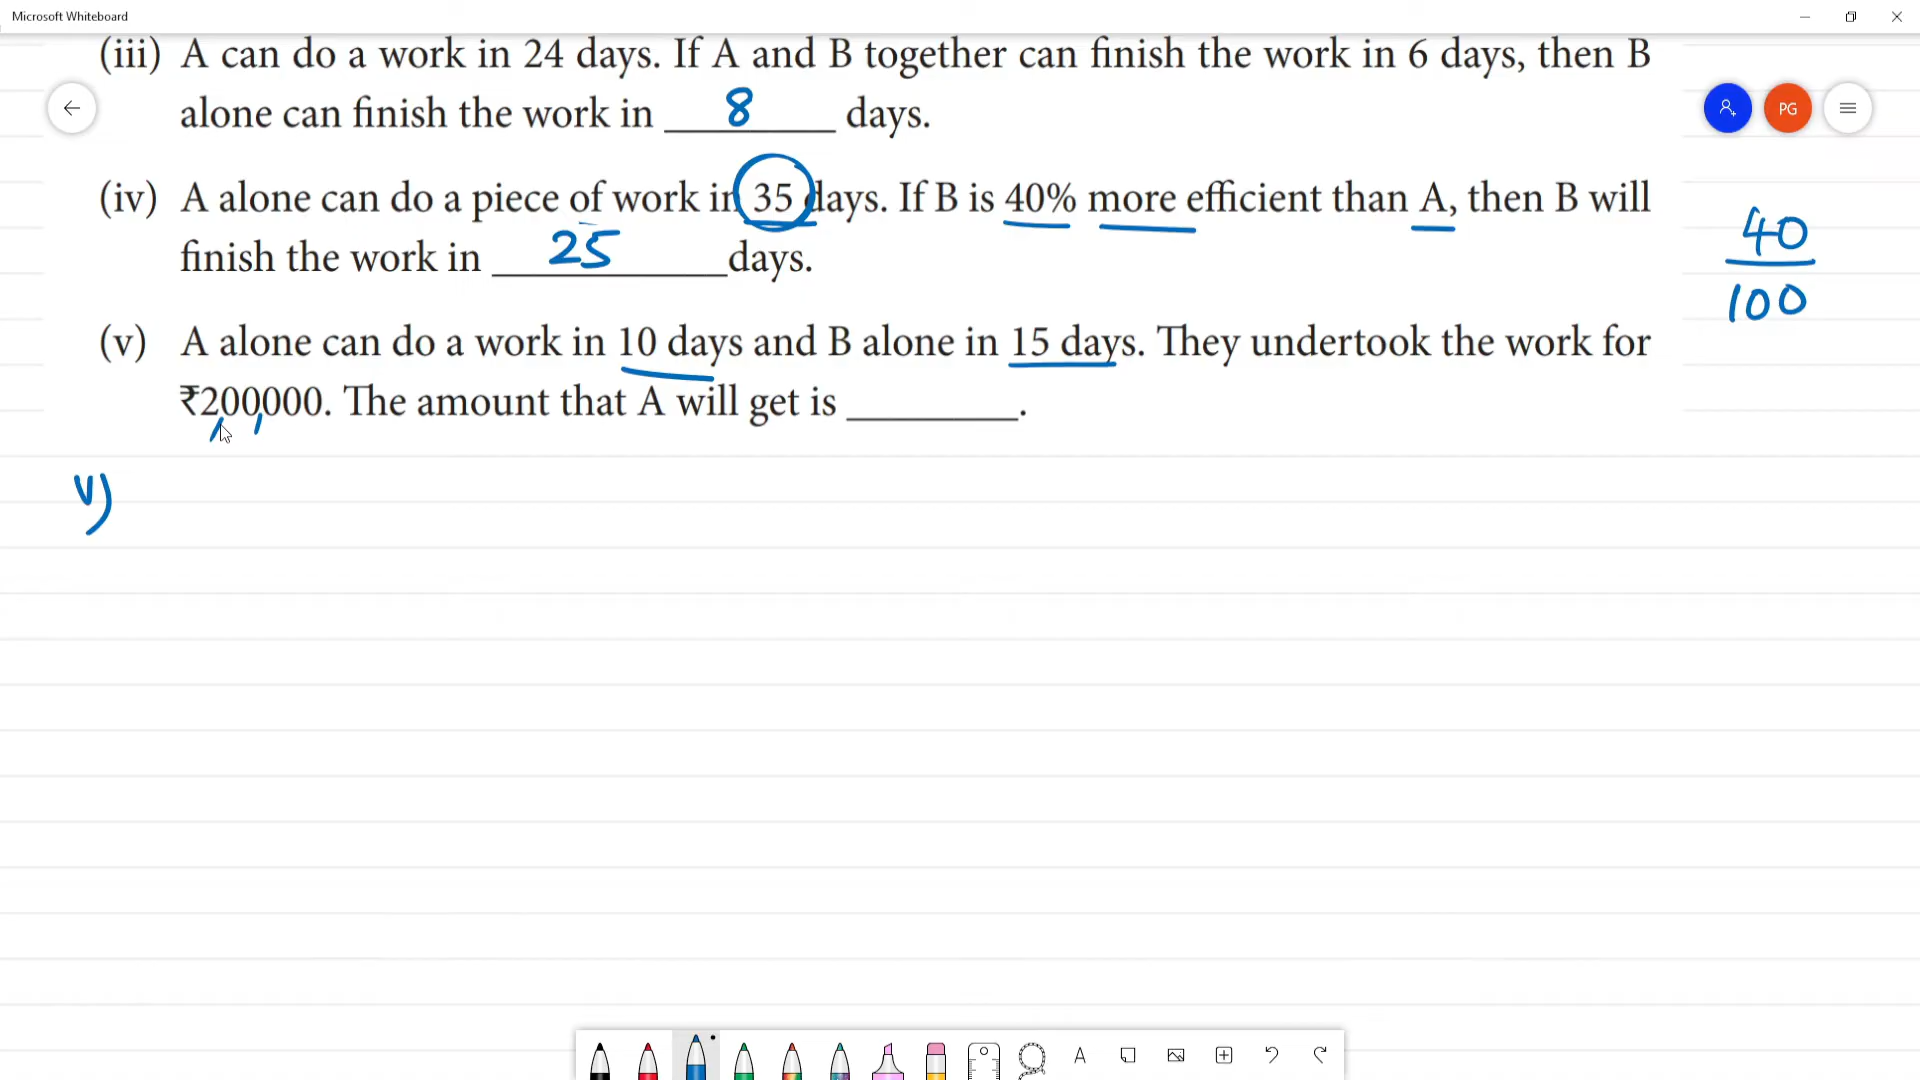 Microsoft Whiteboard
(iii) A can do a work in 24 days. If A and B together can finish the work in 6 days, then B
alone can finish the work in 8 days.
PG
(iv) A alone can do a piece of work in 35 days. If B is 40% more efficient than A, then B will
finish the work in 25 days.
40
100
(v) A alone can do a work in 10 days and B alone in 15 days. They undertook the work for
₹200000. The amount that A will get is ________.
v)
A